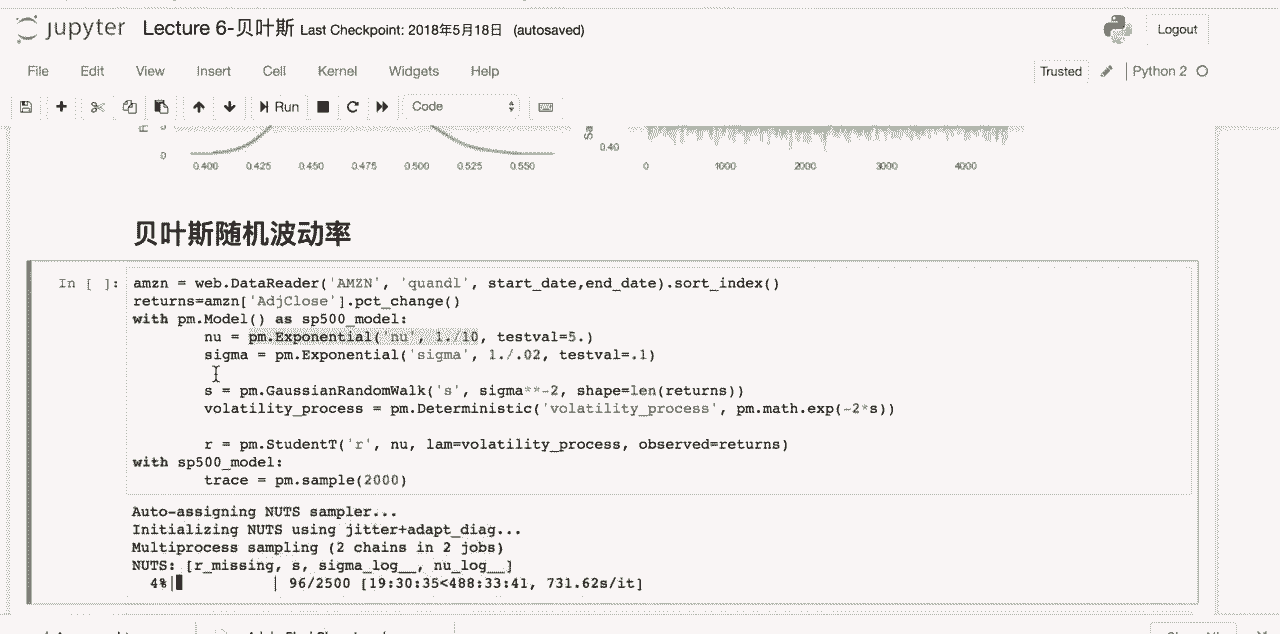 jupyter Lecture 6-贝叶斯 Last Checkpoint: 2018年5月18日 (autosaved) Logout
File Edit View Insert Cell Kernel Widgets Help Trusted Python 2
Run Code
0 0.40
0.400 0.425 0.450 0.475 0.500 0.525 0.550 0 1000 2000 3000 4000
贝叶斯随机波动率
In [ ]: amzn = web.DataReader('AMZN', 'quandl', start_date,end_date).sort_index()
returns=amzn['AdjClose'].pct_change()
with pm.Model() as sp500_model:
nu = pm.Exponential('nu', 1./10, testval=5.)
sigma = pm.Exponential('sigma', 1./.02, testval=.1)
s = pm.GaussianRandomWalk('s', sigma**-2, shape=len(returns))
volatility_process = pm.Deterministic('volatility_process', pm.math.exp(-2*s))
r = pm.StudentT('r', nu, lam=volatility_process, observed=returns)
with sp500_model:
trace = pm.sample(2000)
Auto-assigning NUTS sampler...
Initializing NUTS using jitter+adapt_diag...
Multiprocess sampling (2 chains in 2 jobs)
NUTS: [r_missing, s, sigma_log__, nu_log__]
4%| | 96/2500 [19:30:35<488:33:41, 731.62s/it]